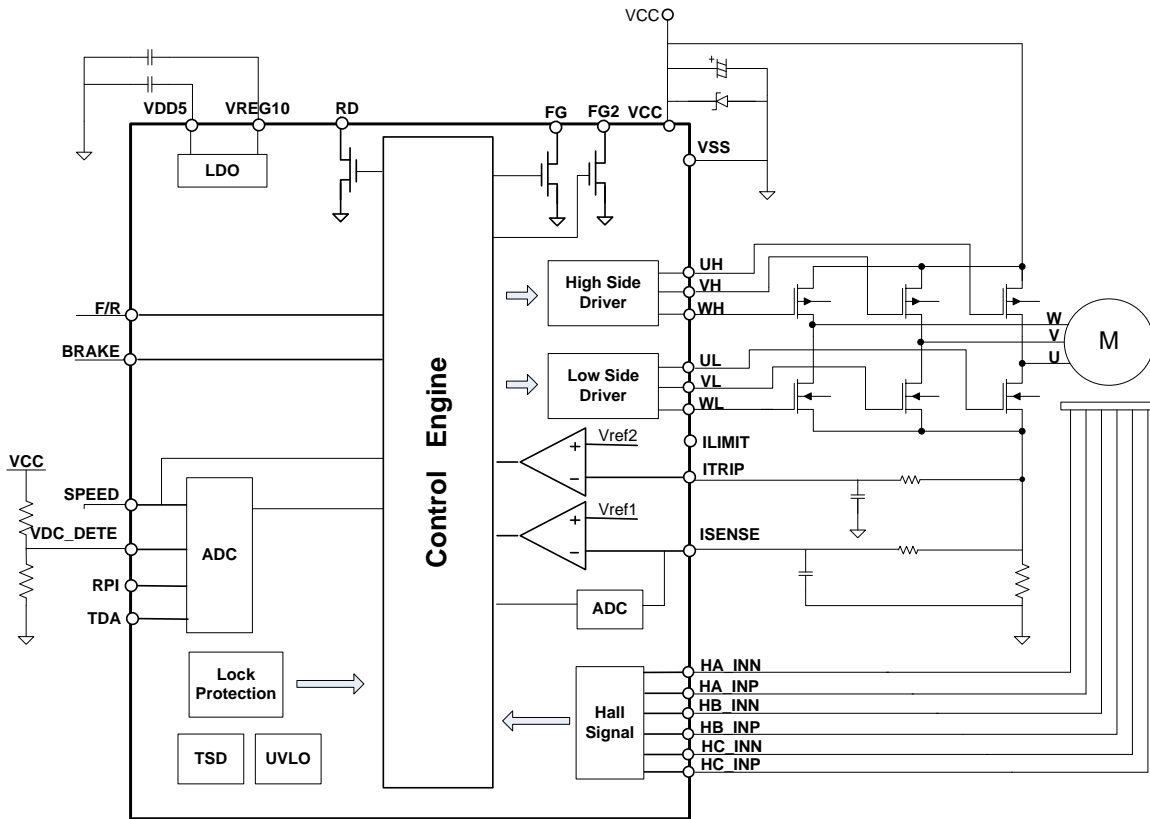 VCC
VDD5
VREG10
RD
FG
FG2
VCC
LDO
VSS
+
High Side
Driver
UH
VH
WH
F/R
BRAKE
Control Engine
Low Side
Driver
UL
VL
WL
W
V
U
M
VCC
SPEED
VDC_DETE
ADC
RPI
TDA
+
Vref2
-
ILIMIT
ITRIP
+
Vref1
-
ISENSE
ADC
Lock
Protection
TSD
UVLO
Hall
Signal
HA_INN
HA_INP
HB_INN
HB_INP
HC_INN
HC_INP